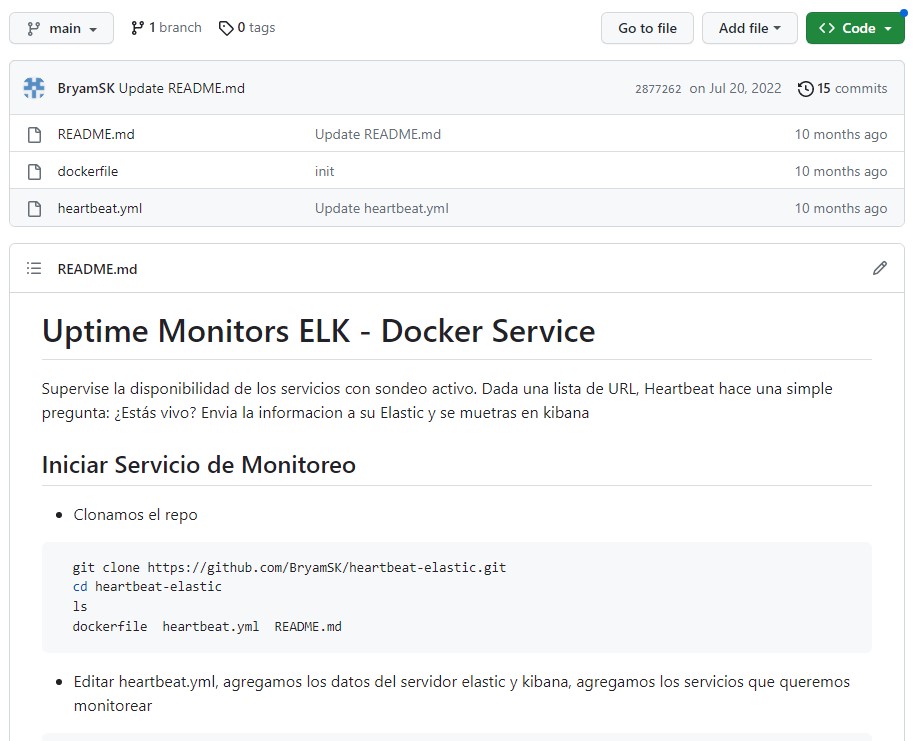 main 1 branch 0 tags Go to file Add file <> Code
BryamSK Update README.md 2877262 on Jul 20, 2022 15 commits
README.md Update README.md 10 months ago
dockerfile init 10 months ago
heartbeat.yml Update heartbeat.yml 10 months ago
README.md
Uptime Monitors ELK - Docker Service
Supervise la disponibilidad de los servicios con sondeo activo. Dada una lista de URL, Heartbeat hace una simple
pregunta: ¿Estás vivo? Envia la informacion a su Elastic y se muetras en kibana
Iniciar Servicio de Monitoreo
• Clonamos el repo
git clone https://github.com/BryamSK/heartbeat-elastic.git
cd heartbeat-elastic
ls
dockerfile  heartbeat.yml  README.md
• Editar heartbeat.yml, agregamos los datos del servidor elastic y kibana, agregamos los servicios que queremos
monitorear